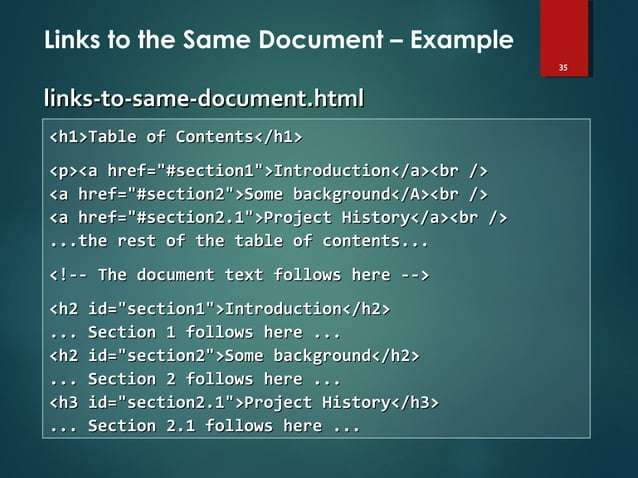 Links to the Same Document – Example
35
links-to-same-document.html
<h1>Table of Contents</h1>
<p><a href="#section1">Introduction</a><br />
<a href="#section2">Some background</A><br />
<a href="#section2.1">Project History</a><br />
...the rest of the table of contents...
<!-- The document text follows here -->
<h2 id="section1">Introduction</h2>
... Section 1 follows here ...
<h2 id="section2">Some background</h2>
... Section 2 follows here ...
<h3 id="section2.1">Project History</h3>
... Section 2.1 follows here ...